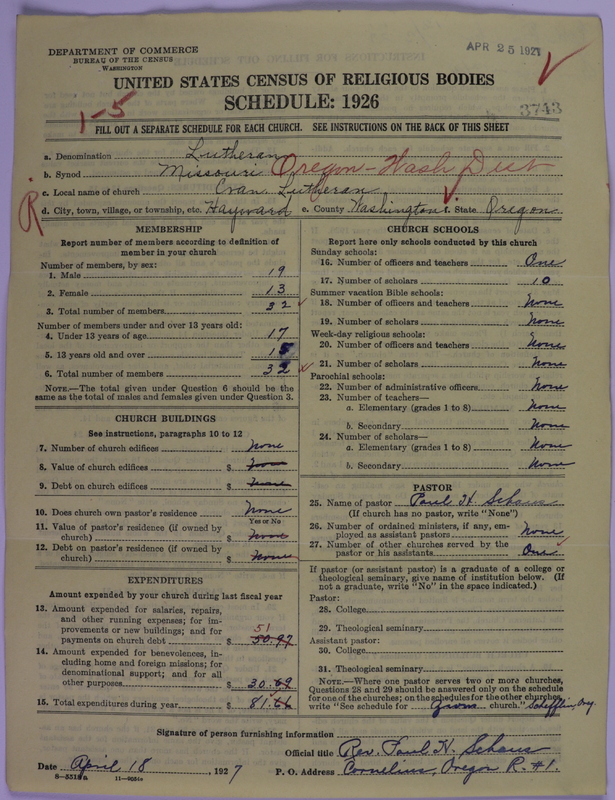 DEPARTMENT OF COMMERCE
BUREAU OF THE CENSUS
WASHINGTON
APR 25 1927
UNITED STATES CENSUS OF RELIGIOUS BODIES
SCHEDULE: 1926
1-5
3743
FILL OUT A SEPARATE SCHEDULE FOR EACH CHURCH. SEE INSTRUCTIONS ON THE BACK OF THIS SHEET
a. Denomination Lutheran
b. Synod Missouri Oregon-Wash Dist
c. Local name of church Evan. Lutheran
d. City, town, village, or township, etc. Hayward e. County Washington f. State Oregon
R
MEMBERSHIP
Report number of members according to definition of
member in your church
Number of members, by sex:
1. Male 19
2. Female 13
3. Total number of members 32
Number of members under and over 13 years old:
4. Under 13 years of age 17
5. 13 years old and over 15
6. Total number of members 32
NOTE.—The total given under Question 6 should be the
same as the total of males and females given under Question 3.
CHURCH BUILDINGS
See instructions, paragraphs 10 to 12
7. Number of church edifices None
8. Value of church edifices $ None
9. Debt on church edifices $ None
10. Does church own pastor's residence None
Yes or No
11. Value of pastor's residence (if owned by
church) $ None
12. Debt on pastor's residence (if owned by
church) $ None
EXPENDITURES
Amount expended by your church during last fiscal year
13. Amount expended for salaries, repairs,
and other running expenses; for im-
provements or new buildings; and for
payments on church debt $ 50.97
51
14. Amount expended for benevolences, in-
cluding home and foreign missions; for
denominational support; and for all
other purposes $ 30.69
15. Total expenditures during year $ 81.66
CHURCH SCHOOLS
Report here only schools conducted by this church
Sunday schools:
16. Number of officers and teachers One
17. Number of scholars 10
Summer vacation Bible schools:
18. Number of officers and teachers None
19. Number of scholars None
Week-day religious schools:
20. Number of officers and teachers None
21. Number of scholars None
Parochial schools:
22. Number of administrative officers None
23. Number of teachers—
a. Elementary (grades 1 to 8) None
b. Secondary None
24. Number of scholars—
a. Elementary (grades 1 to 8) None
b. Secondary None
PASTOR
25. Name of pastor Paul H. Schaus
(If church has no pastor, write "None")
26. Number of ordained ministers, if any, em-
ployed as assistant pastors None
27. Number of other churches served by the
pastor or his assistants One
If pastor (or assistant pastor) is a graduate of a college or
theological seminary, give name of institution below. (If
not a graduate, write "No" in the space indicated.)
Pastor:
28. College
29. Theological seminary
Assistant pastor:
30. College
31. Theological seminary
NOTE.—Where one pastor serves two or more churches,
Questions 28 and 29 should be answered only on the schedule
for one of the churches; on the schedules for the other churches,
write "See schedule for church." Schefflin, Oreg.
Signature of person furnishing information
Official title Rev. Paul H. Schaus
Date April 18, 1927 P. O. Address Cornelius, Oregon R. #1.